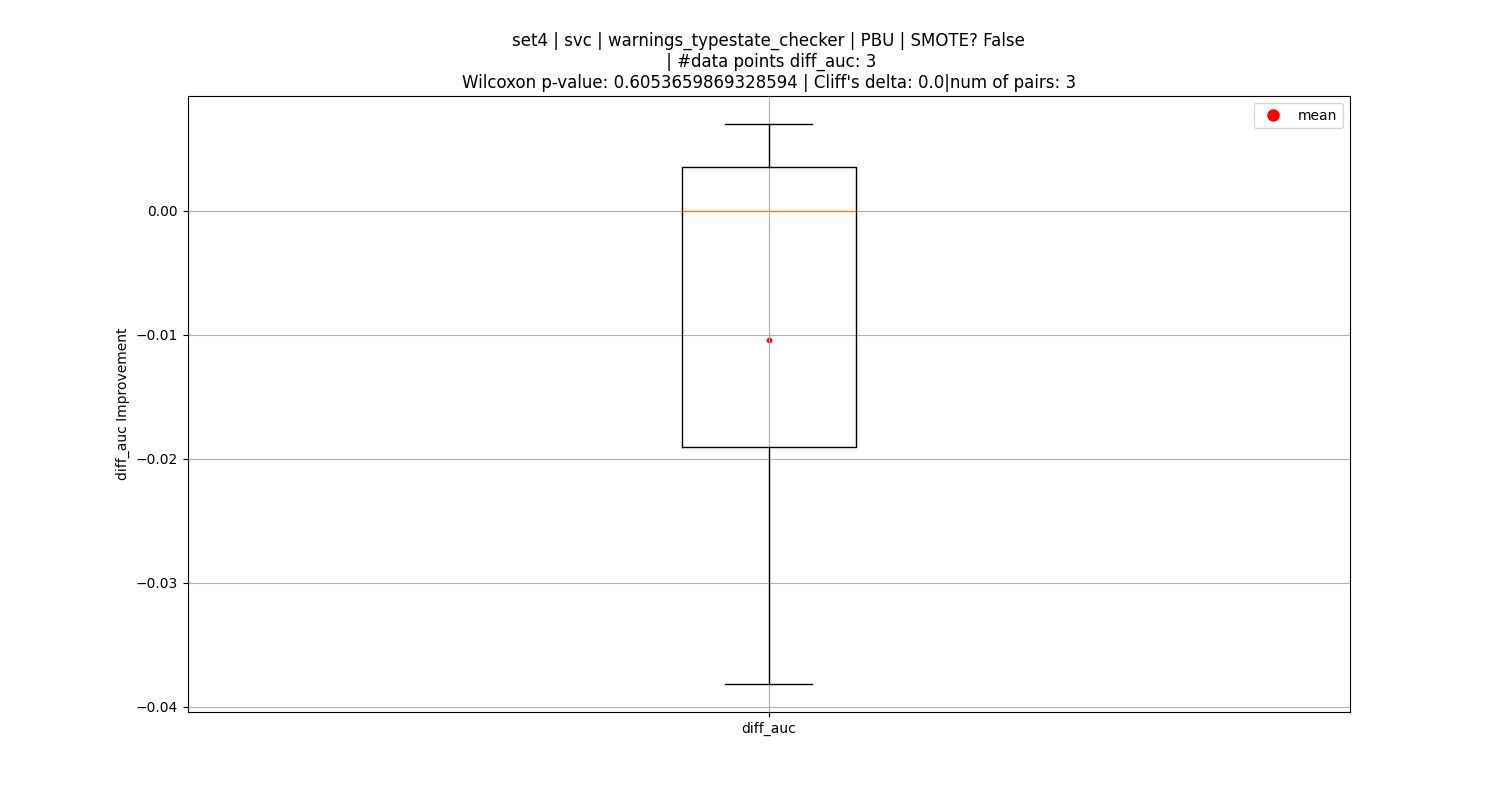 set4 | svc | warnings_typestate_checker | PBU | SMOTE? False
| #data points diff_auc: 3
Wilcoxon p-value: 0.6053659869328594 | Cliff's delta: 0.0|num of pairs: 3
mean
0.00
−0.01
−0.02
−0.03
−0.04
diff_auc Improvement
diff_auc